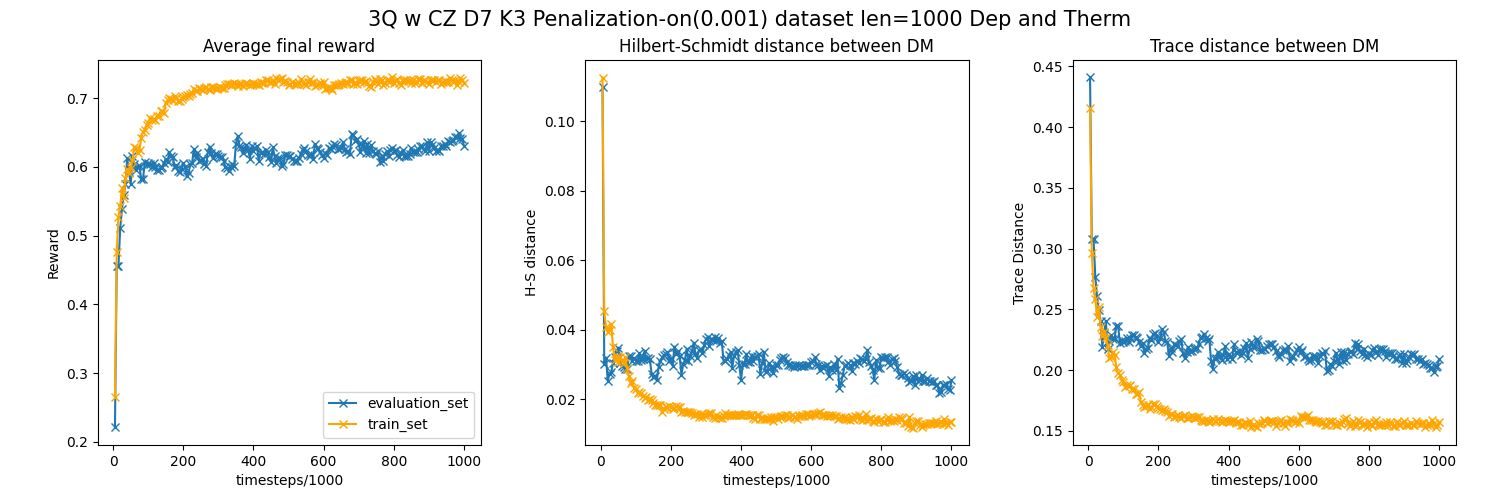 3Q w CZ D7 K3 Penalization-on(0.001) dataset len=1000 Dep and Therm
Average final reward
Reward
0.7
0.6
0.5
0.4
0.3
0.2
0 200 400 600 800 1000
timesteps/1000
evaluation_set
train_set
Hilbert-Schmidt distance between DM
H-S distance
0.10
0.08
0.06
0.04
0.02
0 200 400 600 800 1000
timesteps/1000
Trace distance between DM
Trace Distance
0.45
0.40
0.35
0.30
0.25
0.20
0.15
0 200 400 600 800 1000
timesteps/1000